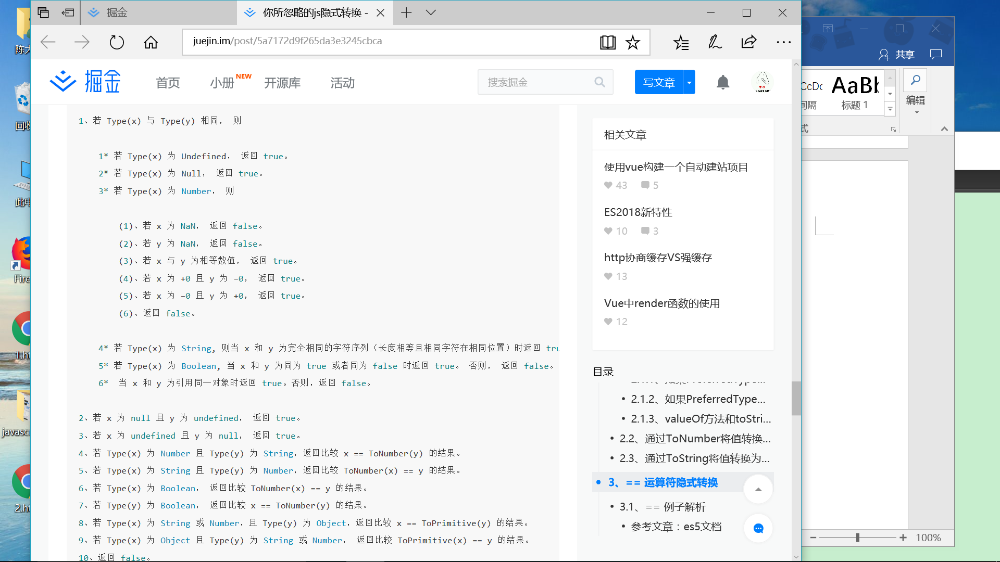 掘金
你所忽略的js隐式转换 -
juejin.im/post/5a7172d9f265da3e3245cbca
掘金
首页
小册
NEW
开源库
活动
搜索掘金
写文章
1、若 Type(x) 与 Type(y) 相同， 则
1* 若 Type(x) 为 Undefined， 返回 true。
2* 若 Type(x) 为 Null， 返回 true。
3* 若 Type(x) 为 Number， 则
(1)、若 x 为 NaN， 返回 false。
(2)、若 y 为 NaN， 返回 false。
(3)、若 x 与 y 为相等数值， 返回 true。
(4)、若 x 为 +0 且 y 为 −0， 返回 true。
(5)、若 x 为 −0 且 y 为 +0， 返回 true。
(6)、返回 false。
4* 若 Type(x) 为 String, 则当 x 和 y 为完全相同的字符序列（长度相等且相同字符在相同位置）时返回 tru
5* 若 Type(x) 为 Boolean, 当 x 和 y 为同为 true 或者同为 false 时返回 true。 否则， 返回 false。
6*  当 x 和 y 为引用同一对象时返回 true。否则，返回 false。
2、若 x 为 null 且 y 为 undefined， 返回 true。
3、若 x 为 undefined 且 y 为 null， 返回 true。
4、若 Type(x) 为 Number 且 Type(y) 为 String，返回比较 x == ToNumber(y) 的结果。
5、若 Type(x) 为 String 且 Type(y) 为 Number，返回比较 ToNumber(x) == y 的结果。
6、若 Type(x) 为 Boolean， 返回比较 ToNumber(x) == y 的结果。
7、若 Type(y) 为 Boolean， 返回比较 x == ToNumber(y) 的结果。
8、若 Type(x) 为 String 或 Number，且 Type(y) 为 Object，返回比较 x == ToPrimitive(y) 的结果。
9、若 Type(x) 为 Object 且 Type(y) 为 String 或 Number， 返回比较 ToPrimitive(x) == y 的结果。
10、返回 false。
相关文章
使用vue构建一个自动建站项目
43 5
ES2018新特性
10 3
http协商缓存VS强缓存
13
Vue中render函数的使用
12
目录
2.1.2、如果PreferredType...
2.1.3、valueOf方法和toStri...
2.2、通过ToNumber将值转换...
2.3、通过ToString将值转换为...
3、== 运算符隐式转换
3.1、== 例子解析
参考文章：es5文档
共享
CcDc
AaBb
间隔
标题 1
编辑
式
100%
陈大
回收
此电
Fire
1.ht
javasc
2.ht